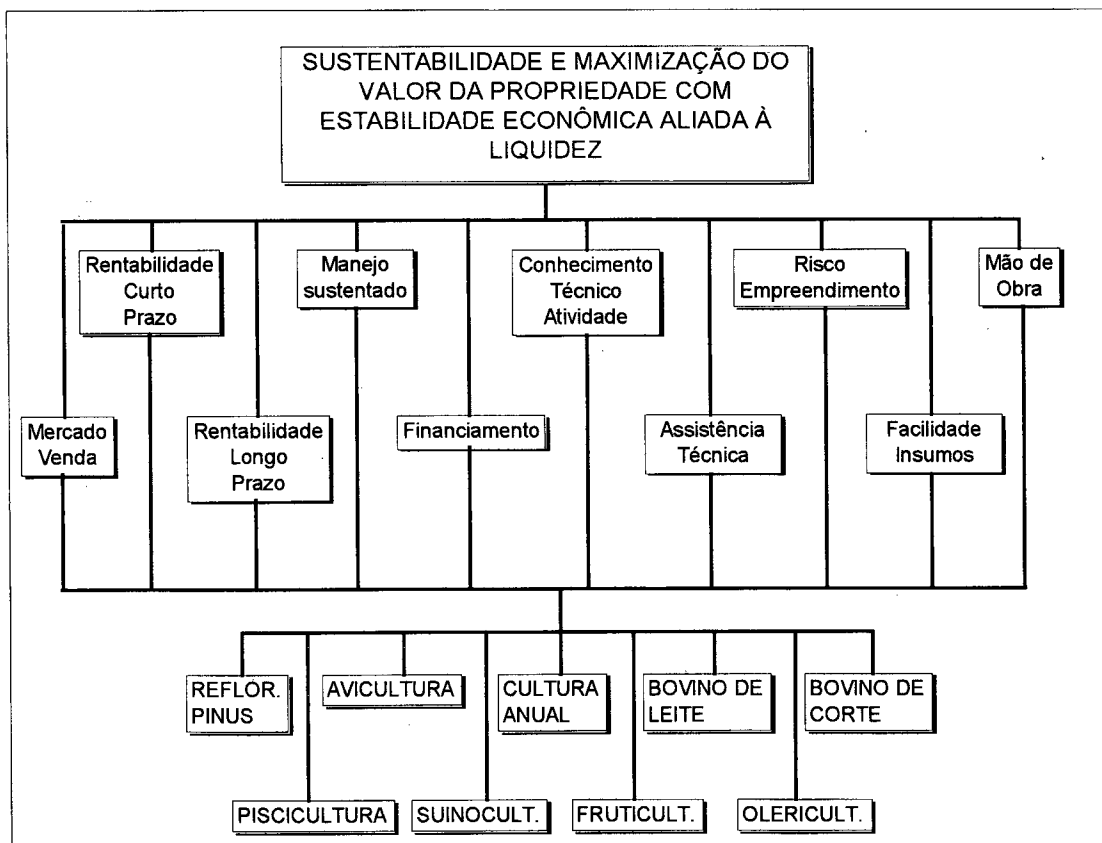 SUSTENTABILIDADE E MAXIMIZAÇÃO DO
VALOR DA PROPRIEDADE COM
ESTABILIDADE ECONÔMICA ALIADA À
LIQUIDEZ
Rentabilidade
Curto
Prazo
Manejo
sustentado
Conhecimento
Técnico
Atividade
Risco
Empreendimento
Mão de
Obra
Mercado
Venda
Rentabilidade
Longo
Prazo
Financiamento
Assistência
Técnica
Facilidade
Insumos
REFLOR.
PINUS
AVICULTURA
CULTURA
ANUAL
BOVINO DE
LEITE
BOVINO DE
CORTE
PISCICULTURA
SUINOCULT.
FRUTICULT.
OLERICULT.